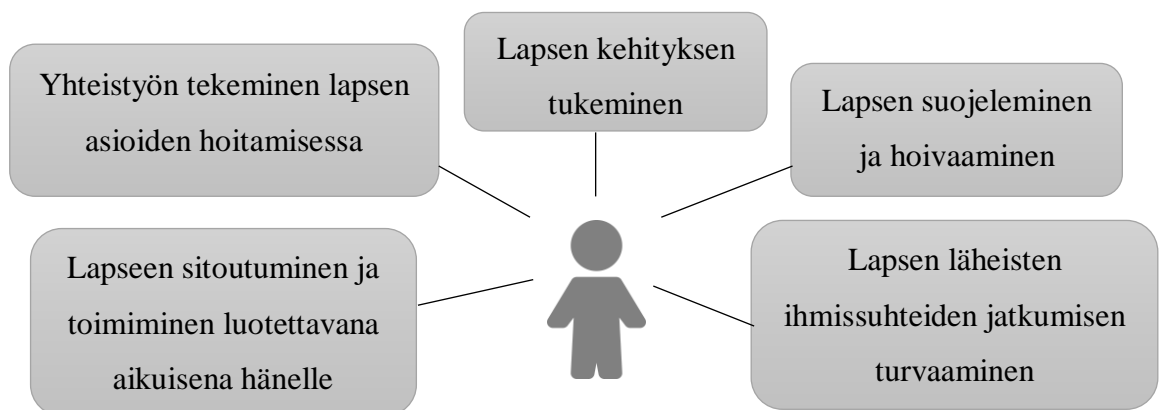 Yhteistyön tekeminen lapsen
asioiden hoitamisessa
Lapsen kehityksen
tukeminen
Lapsen suojeleminen
ja hoivaaminen
Lapseen sitoutuminen ja
toimiminen luotettavana
aikuisena hänelle
Lapsen läheisten
ihmissuhteiden jatkumisen
turvaaminen